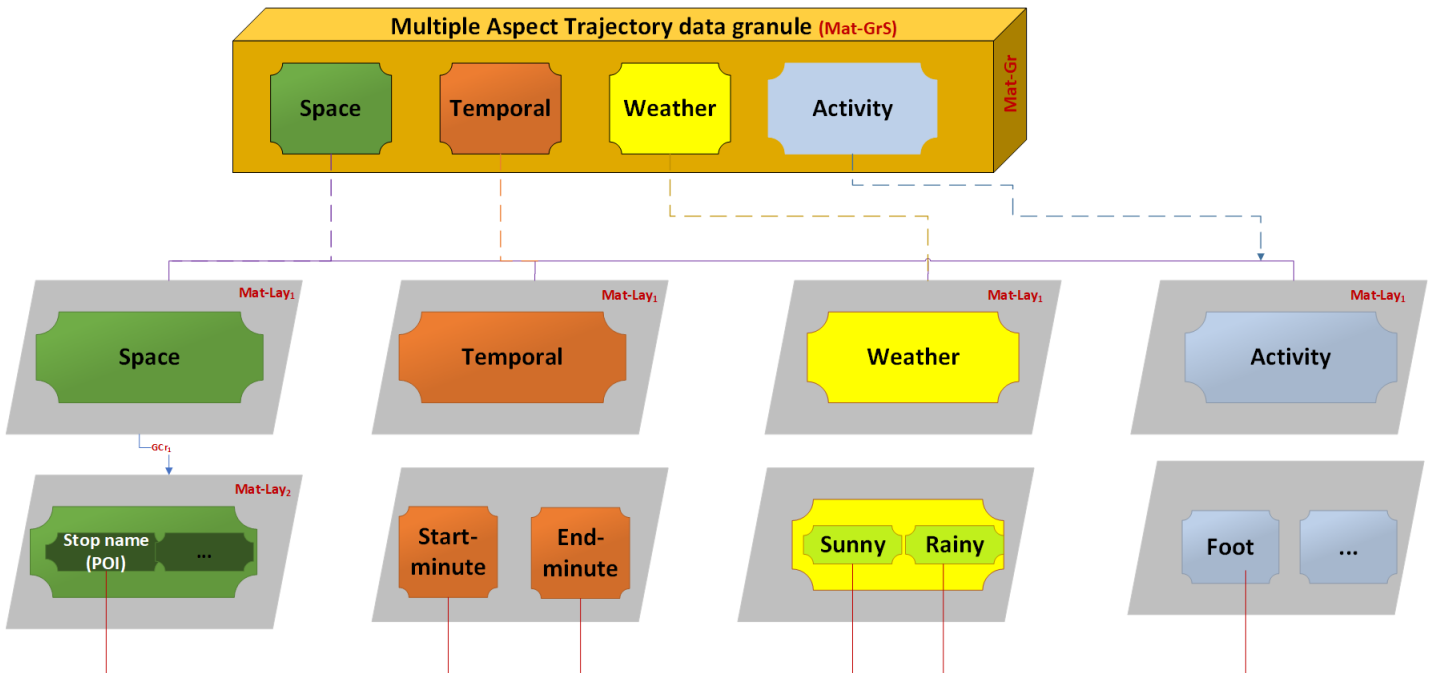 Multiple Aspect Trajectory data granule (Mat-GrS)
Mat-Gr
Space
Temporal
Weather
Activity
Mat-Lay₁
Mat-Lay₁
Mat-Lay₁
Mat-Lay₁
Space
Temporal
Weather
Activity
GCr₁
Mat-Lay₂
Stop name
(POI)
...
Start-
minute
End-
minute
Sunny
Rainy
Foot
...